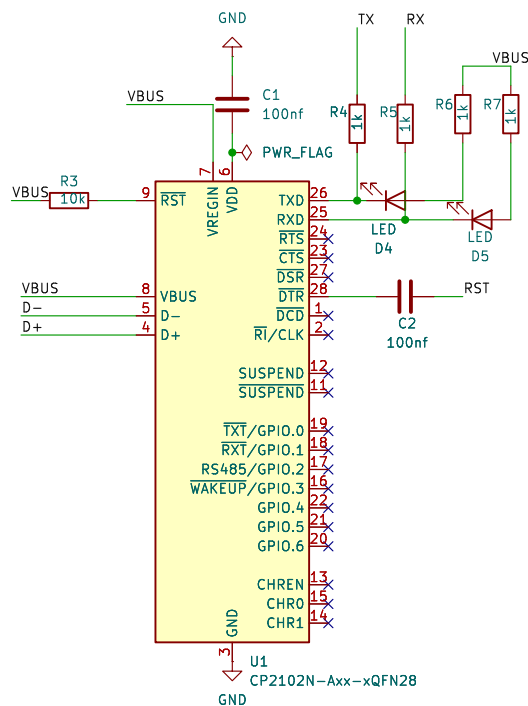 GND
TX
RX
VBUS
C1
100nf
VBUS
R4
1k
R5
1k
R6
1k
R7
1k
PWR_FLAG
7
6
VREGIN
VDD
VBUS
R3
10k
9
RST
TXD
26
RXD
25
RTS
24
CTS
23
DSR
27
DTR
28
DCD
1
RI/CLK
2
LED
D4
LED
D5
VBUS
8
VBUS
D-
5
D-
D+
4
D+
RST
C2
100nf
SUSPEND
12
SUSPEND
11
TXT/GPIO.0
19
RXT/GPIO.1
18
RS485/GPIO.2
17
WAKEUP/GPIO.3
16
GPIO.4
22
GPIO.5
21
GPIO.6
20
CHREN
13
CHR0
15
CHR1
14
GND
3
U1
CP2102N-Axx-xQFN28
GND